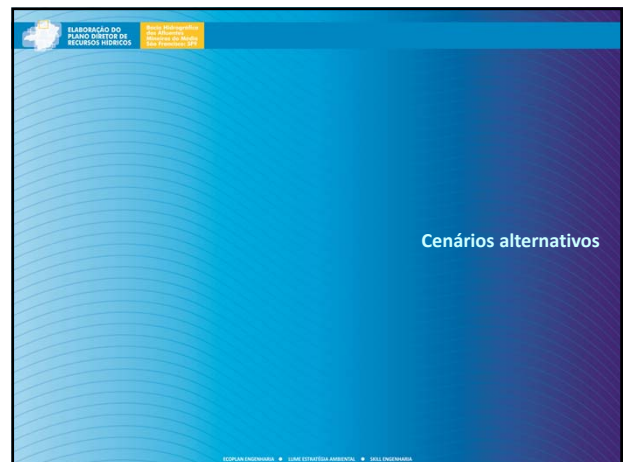 ELABORAÇÃO DO
PLANO DIRETOR DE
RECURSOS HÍDRICOS
Bacia Hidrográfica
dos Afluentes
Mineiros do Médio
São Francisco: SF9
Cenários alternativos
ECOPLAN ENGENHARIA ● LUME ESTRATÉGIA AMBIENTAL ● SKILL ENGENHARIA